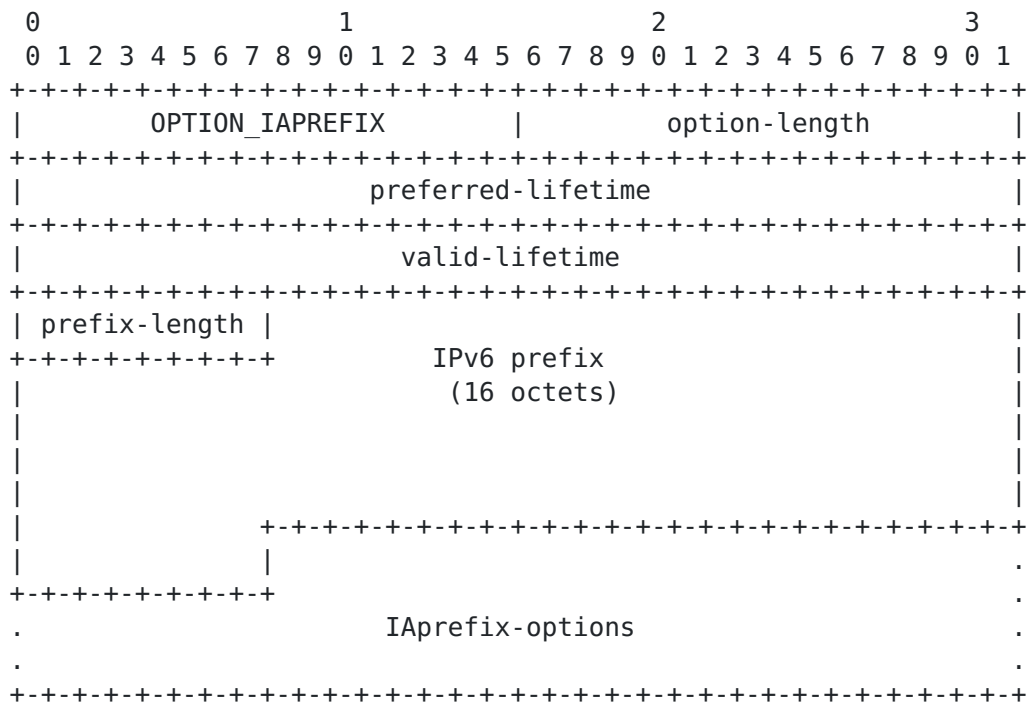 0                   1                   2                   3
 0 1 2 3 4 5 6 7 8 9 0 1 2 3 4 5 6 7 8 9 0 1 2 3 4 5 6 7 8 9 0 1
+-+-+-+-+-+-+-+-+-+-+-+-+-+-+-+-+-+-+-+-+-+-+-+-+-+-+-+-+-+-+-+-+
|        OPTION_IAPREFIX        |         option-length         |
+-+-+-+-+-+-+-+-+-+-+-+-+-+-+-+-+-+-+-+-+-+-+-+-+-+-+-+-+-+-+-+-+
|                      preferred-lifetime                       |
+-+-+-+-+-+-+-+-+-+-+-+-+-+-+-+-+-+-+-+-+-+-+-+-+-+-+-+-+-+-+-+-+
|                        valid-lifetime                         |
+-+-+-+-+-+-+-+-+-+-+-+-+-+-+-+-+-+-+-+-+-+-+-+-+-+-+-+-+-+-+-+-+
| prefix-length |                                               |
+-+-+-+-+-+-+-+-+          IPv6 prefix                          |
|                           (16 octets)                         |
|                                                               |
|                                                               |
|                                                               |
|               +-+-+-+-+-+-+-+-+-+-+-+-+-+-+-+-+-+-+-+-+-+-+-+-+
|               |                                               .
+-+-+-+-+-+-+-+-+                                               .
.                       IAprefix-options                        .
.                                                               .
+-+-+-+-+-+-+-+-+-+-+-+-+-+-+-+-+-+-+-+-+-+-+-+-+-+-+-+-+-+-+-+-+